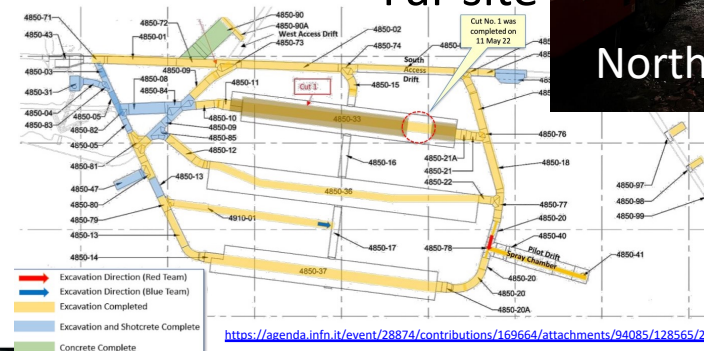 Far site
North
Cut No. 1 was
completed on
11 May 22
4850-71
4850-43
4850-01
4850-72
4850-90
4850-90A
West Access Drift
4850-73
4850-02
4850-74
South
Access
Drift
4850-03
4850-31
4850-04
4850-83
4850-05
4850-82
4850-08
4850-84
4850-09
4850-11
Cut 1
4850-33
4850-15
4850-10
4850-09
4850-85
4850-12
4850-05
4850-81
4850-47
4850-80
4850-79
4850-13
4850-13
4850-14
4850-16
4850-21A
4850-21
4850-22
4850-76
4850-18
4850-36
4910-01
4850-17
4850-77
4850-20
4850-78
4850-40
Pilot Drift
Spray Chamber
4850-41
4850-37
4850-20
4850-20
4850-20A
4850-97
4850-98
4850-99
Excavation Direction (Red Team)
Excavation Direction (Blue Team)
Excavation Completed
Excavation and Shotcrete Complete
Concrete Complete
https://agenda.infn.it/event/28874/contributions/169664/attachments/94085/128565/2